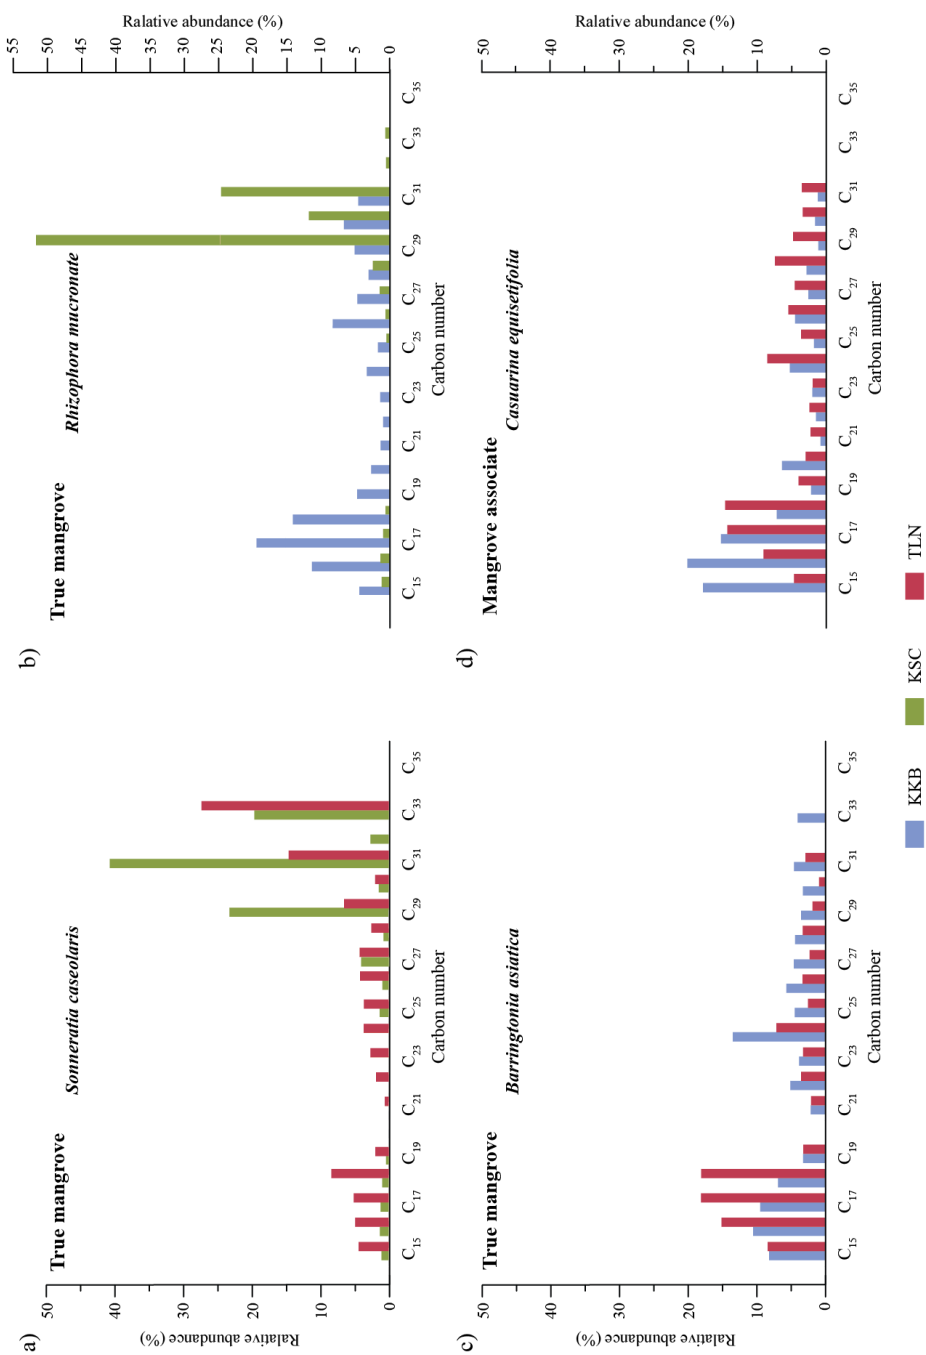 a)
True mangrove
Sonneratia caseolaris
Ralative abundance (%)
50
40
30
20
10
0
C15
C17
C19
C21
C23
C25
C27
C29
C31
C33
C35
Carbon number
b)
True mangrove
Rhizophora mucronate
Ralative abundance (%)
55
50
45
40
35
30
25
20
15
10
5
0
C15
C17
C19
C21
C23
C25
C27
C29
C31
C33
C35
Carbon number
c)
True mangrove
Barringtonia asiatica
Ralative abundance (%)
50
40
30
20
10
0
C15
C17
C19
C21
C23
C25
C27
C29
C31
C33
C35
Carbon number
d)
Mangrove associate
Casuarina equisetifolia
Ralative abundance (%)
50
40
30
20
10
0
C15
C17
C19
C21
C23
C25
C27
C29
C31
C33
C35
Carbon number
KKB
KSC
TLN